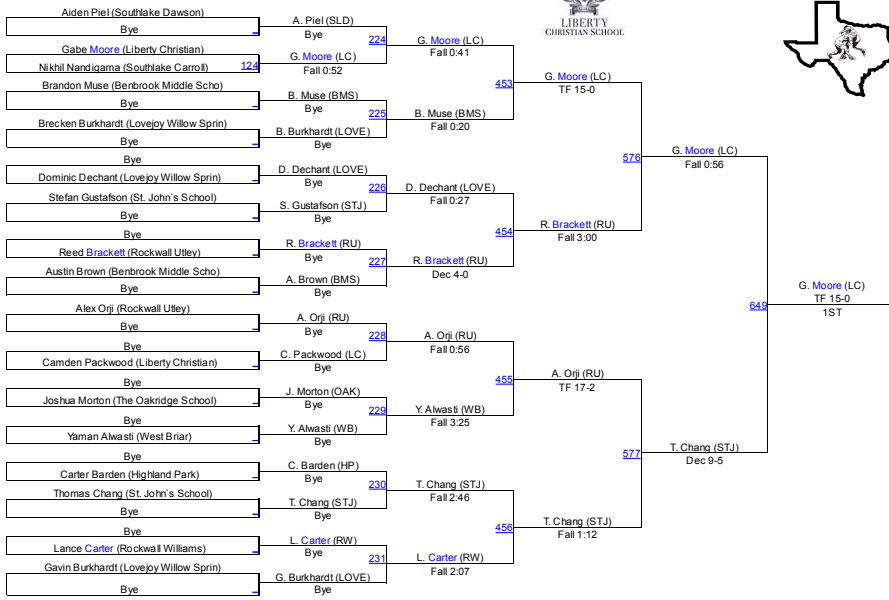 LIBERTY
CHRISTIAN SCHOOL
Aiden Piel (Southlake Dawson)
Bye
Gabe Moore (Liberty Christian)
Nikhil Nandigama (Southlake Carroll)
124
Brandon Muse (Benbrook Middle Scho)
Bye
Brecken Burkhardt (Lovejoy Willow Sprin)
Bye
Bye
Dominic Dechant (Lovejoy Willow Sprin)
Stefan Gustafson (St. John`s School)
Bye
Bye
Reed Brackett (Rockwall Utley)
Austin Brown (Benbrook Middle Scho)
Bye
Alex Orji (Rockwall Utley)
Bye
Bye
Camden Packwood (Liberty Christian)
Bye
Joshua Morton (The Oakridge School)
Bye
Yaman Alwasti (West Briar)
Bye
Carter Barden (Highland Park)
Thomas Chang (St. John`s School)
Bye
Bye
Lance Carter (Rockwall Williams)
Gavin Burkhardt (Lovejoy Willow Sprin)
Bye
A. Piel (SLD)
Bye
224
G. Moore (LC)
Fall 0:52
B. Muse (BMS)
Bye
225
B. Burkhardt (LOVE)
Bye
D. Dechant (LOVE)
Bye
226
S. Gustafson (STJ)
Bye
R. Brackett (RU)
Bye
227
A. Brown (BMS)
Bye
A. Orji (RU)
Bye
228
C. Packwood (LC)
Bye
J. Morton (OAK)
Bye
229
Y. Alwasti (WB)
Bye
C. Barden (HP)
Bye
230
T. Chang (STJ)
Bye
L. Carter (RW)
Bye
231
G. Burkhardt (LOVE)
Bye
G. Moore (LC)
Fall 0:41
453
B. Muse (BMS)
Fall 0:20
D. Dechant (LOVE)
Fall 0:27
454
R. Brackett (RU)
Dec 4-0
A. Orji (RU)
Fall 0:56
455
Y. Alwasti (WB)
Fall 3:25
T. Chang (STJ)
Fall 2:46
456
L. Carter (RW)
Fall 2:07
G. Moore (LC)
TF 15-0
576
R. Brackett (RU)
Fall 3:00
A. Orji (RU)
TF 17-2
577
T. Chang (STJ)
Fall 1:12
G. Moore (LC)
Fall 0:56
649
T. Chang (STJ)
Dec 9-5
G. Moore (LC)
TF 15-0
1ST